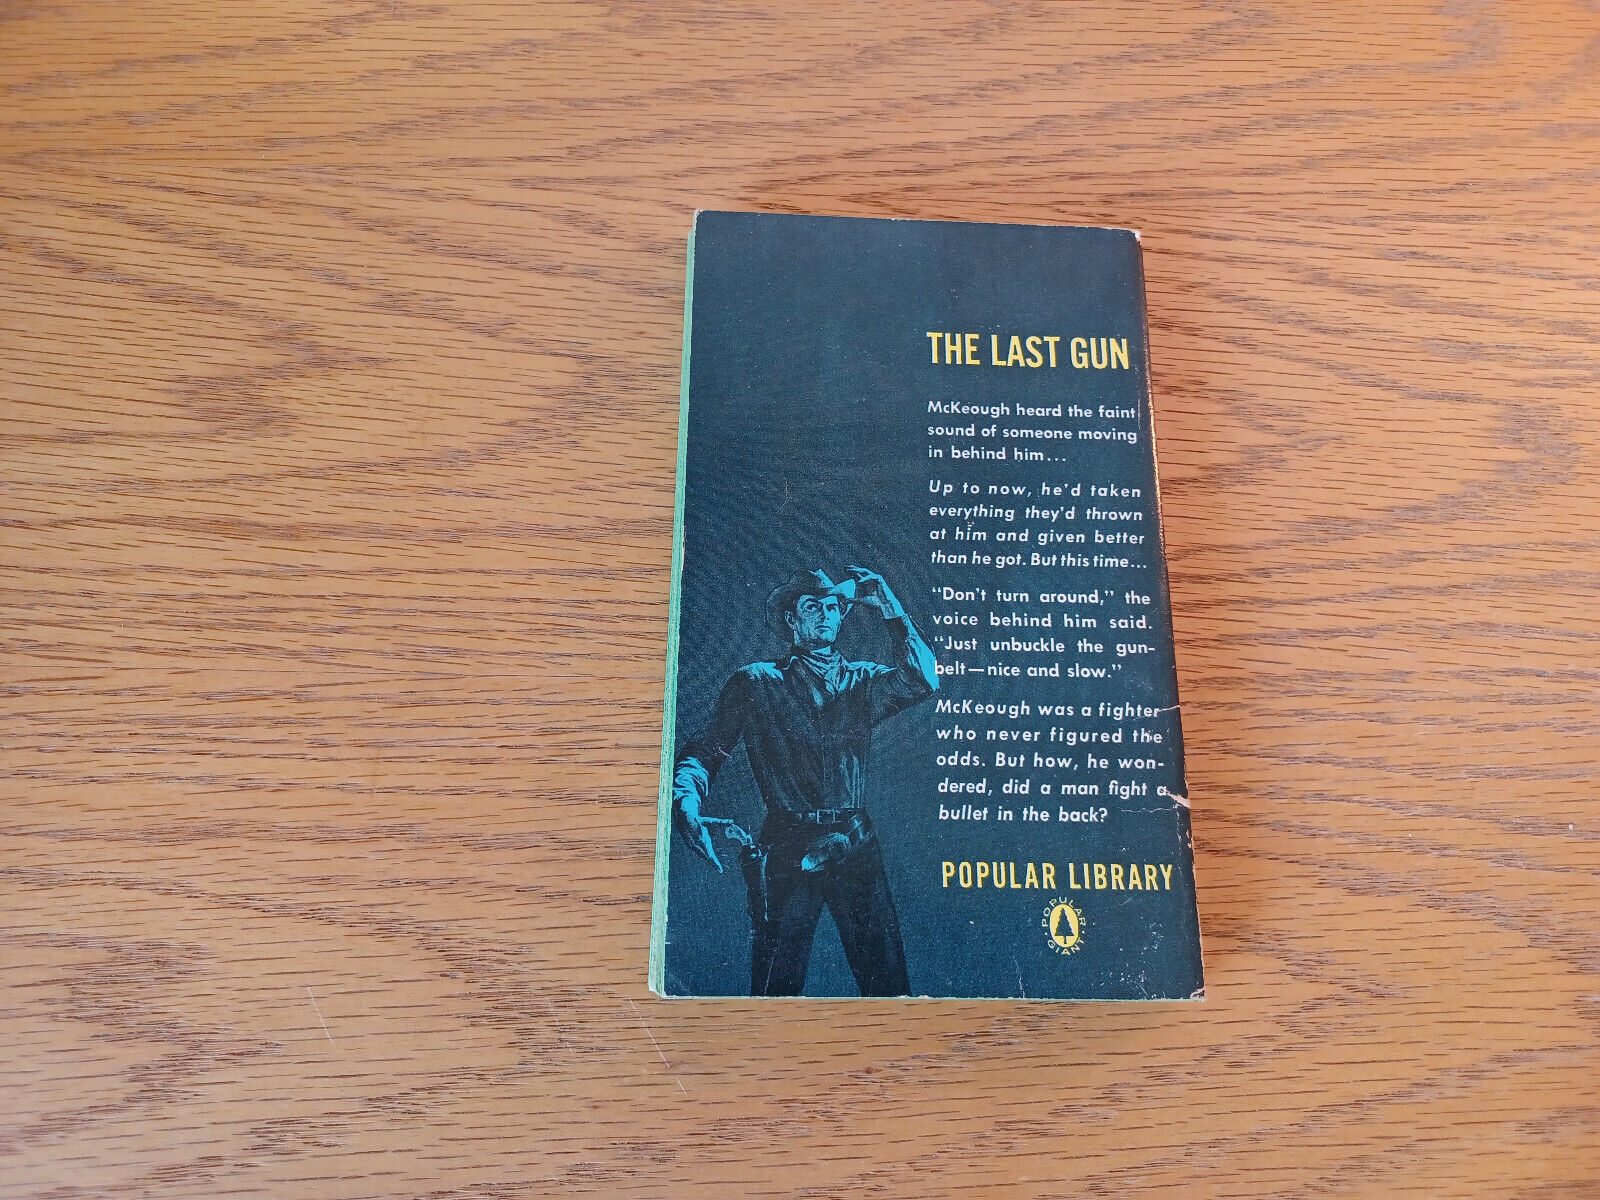 THE LAST GUN
McKeough heard the faint
sound of someone moving
in behind him...
Up to now, he'd taken
everything they'd thrown
at him and given better
than he got. But this time...
"Don't turn around," the
voice behind him said.
"Just unbuckle the gun-
belt—nice and slow."
McKeough was a fighter
who never figured the
odds. But how, he won-
dered, did a man fight a
bullet in the back?
POPULAR LIBRARY
POPULAR
GIANT